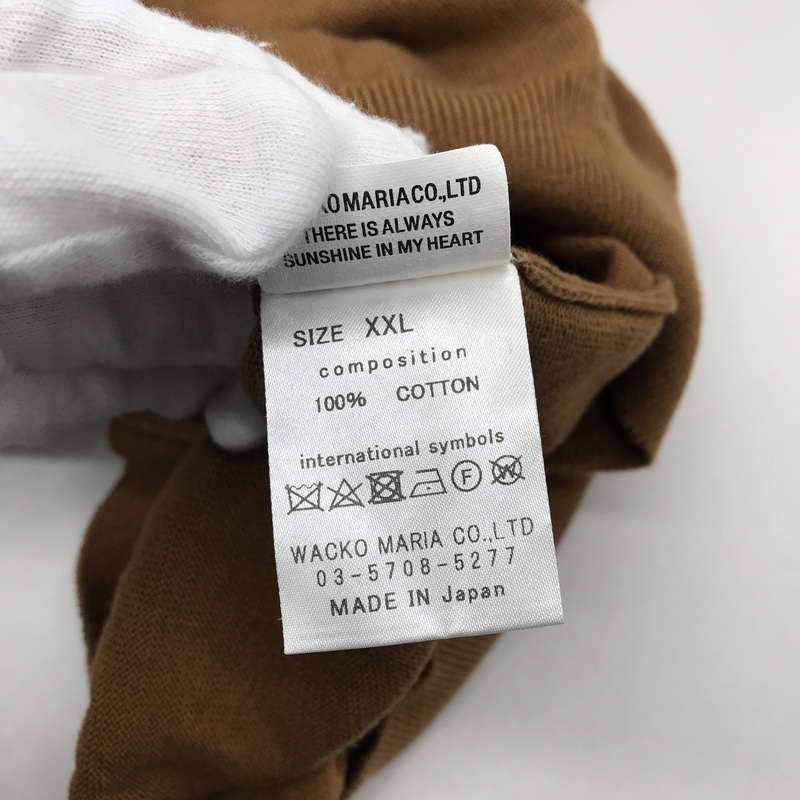 KO MARIA CO.,LTD
THERE IS ALWAYS
SUNSHINE IN MY HEART
SIZE XXL
composition
100% COTTON
international symbols
F W
WACKO MARIA CO.,LTD
03-5708-5277
MADE IN Japan